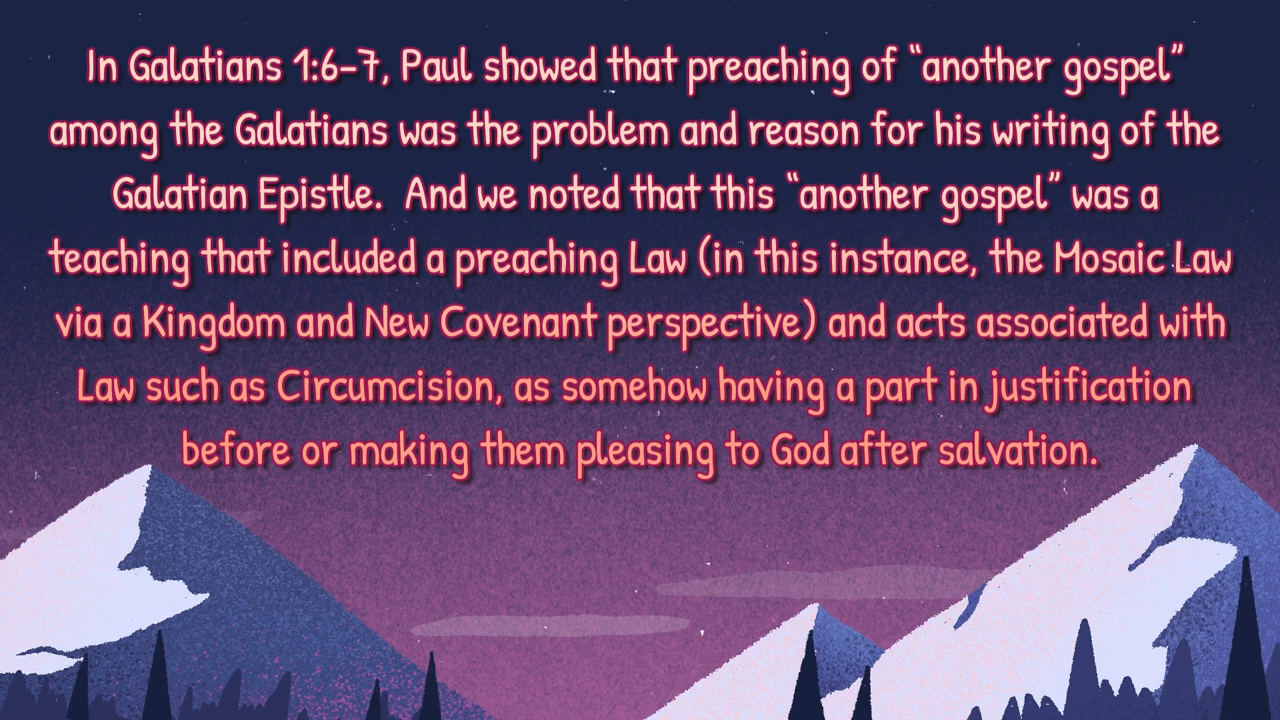 In Galatians 1:6-7, Paul showed that preaching of “another gospel”
among the Galatians was the problem and reason for his writing of the
Galatian Epistle.  And we noted that this “another gospel” was a
teaching that included a preaching Law (in this instance, the Mosaic Law
via a Kingdom and New Covenant perspective) and acts associated with
Law such as Circumcision, as somehow having a part in justification
before or making them pleasing to God after salvation.